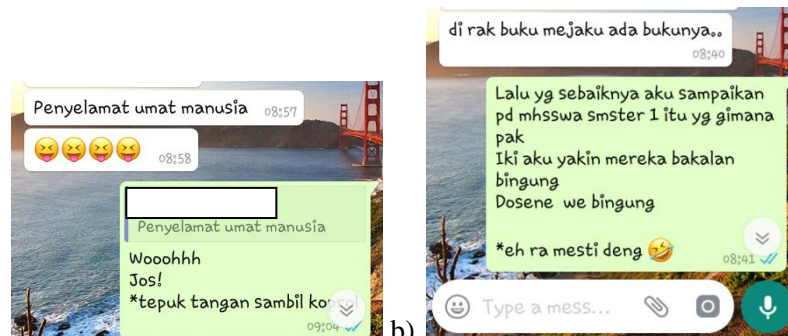 Penyelamat umat manusia 08:57
😝😝😝😝 08:58
Penyelamat umat manusia
Wooohhh
Jos!
*tepuk tangan sambil
09:04
b)
di rak buku mejaku ada bukunya..
08:40
Lalu yg sebaiknya aku sampaikan
pd mhsswa smster 1 itu yg gimana
pak
Iki aku yakin mereka bakalan
bingung
Dosene we bingung
*eh ra mesti deng 🤣
08:41
Type a mess...